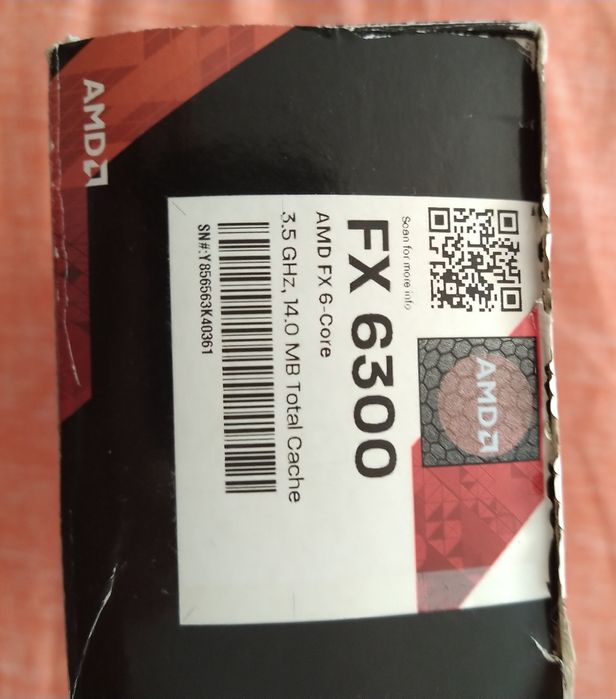 AMD
Scan for more info
AMD
FX 6300
AMD FX 6-Core
3.5 GHz, 14.0 MB Total Cache
SN#:Y856563K40361